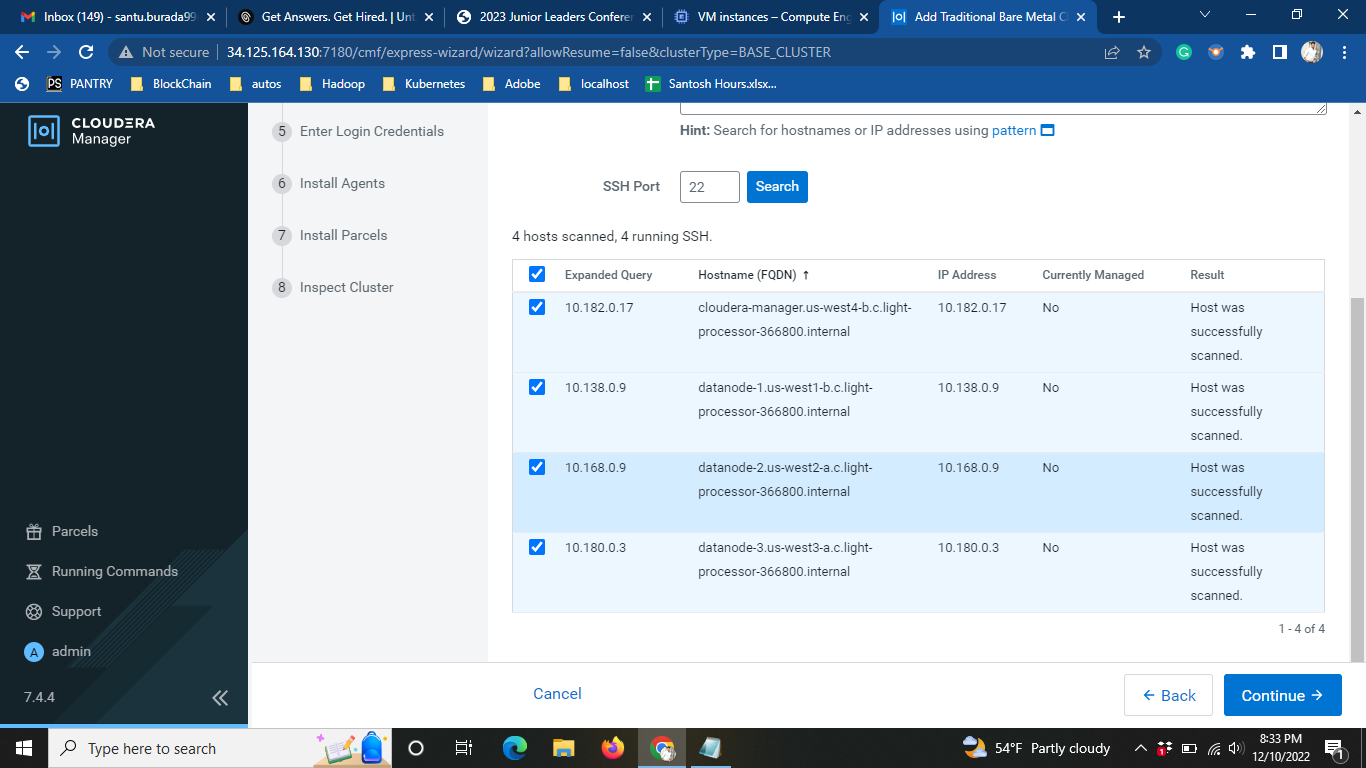 Inbox (149) - santu.burada99
Get Answers. Get Hired. | Unt
2023 Junior Leaders Conferer
VM instances – Compute Eng
Add Traditional Bare Metal C
Not secure
34.125.164.130:7180/cmf/express-wizard/wizard?allowResume=false&clusterType=BASE_CLUSTER
PS PANTRY
BlockChain
autos
Hadoop
Kubernetes
Adobe
localhost
Santosh Hours.xlsx...
CLOUDERA
Manager
5 Enter Login Credentials
6 Install Agents
7 Install Parcels
8 Inspect Cluster
Hint: Search for hostnames or IP addresses using pattern
SSH Port 22 Search
4 hosts scanned, 4 running SSH.
Expanded Query Hostname (FQDN) ↑ IP Address Currently Managed Result
10.182.0.17 cloudera-manager.us-west4-b.c.light- 10.182.0.17 No Host was
processor-366800.internal successfully
scanned.
10.138.0.9 datanode-1.us-west1-b.c.light- 10.138.0.9 No Host was
processor-366800.internal successfully
scanned.
10.168.0.9 datanode-2.us-west2-a.c.light- 10.168.0.9 No Host was
processor-366800.internal successfully
scanned.
10.180.0.3 datanode-3.us-west3-a.c.light- 10.180.0.3 No Host was
processor-366800.internal successfully
scanned.
1 - 4 of 4
Parcels
Running Commands
Support
A admin
7.4.4
Cancel
← Back
Continue →
Type here to search
54°F Partly cloudy
8:33 PM
12/10/2022
1